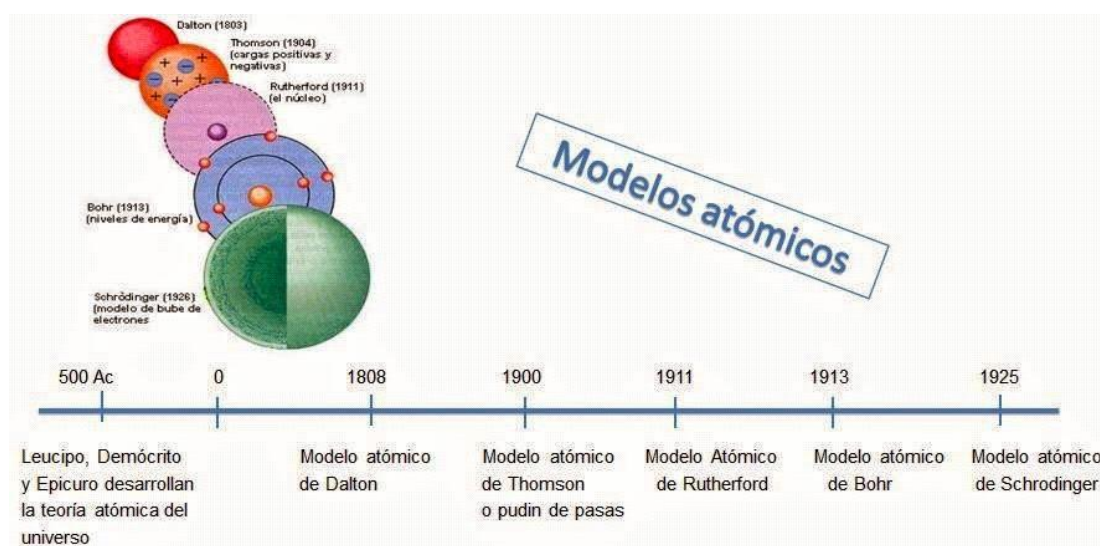 Dalton (1803)
Thomson (1904)
(cargas positivas y
negativas)
Rutherford (1911)
(el núcleo)
Bohr (1913)
(niveles de energía)
Schrödinger (1926)
(modelo de bube de
electrones
Modelos atómicos
500 Ac
0
1808
1900
1911
1913
1925
Leucipo, Demócrito
y Epicuro desarrollan
la teoría atómica del
universo
Modelo atómico
de Dalton
Modelo atómico
de Thomson
o pudin de pasas
Modelo Atómico
de Rutherford
Modelo atómico
de Bohr
Modelo atómico
de Schrodinger